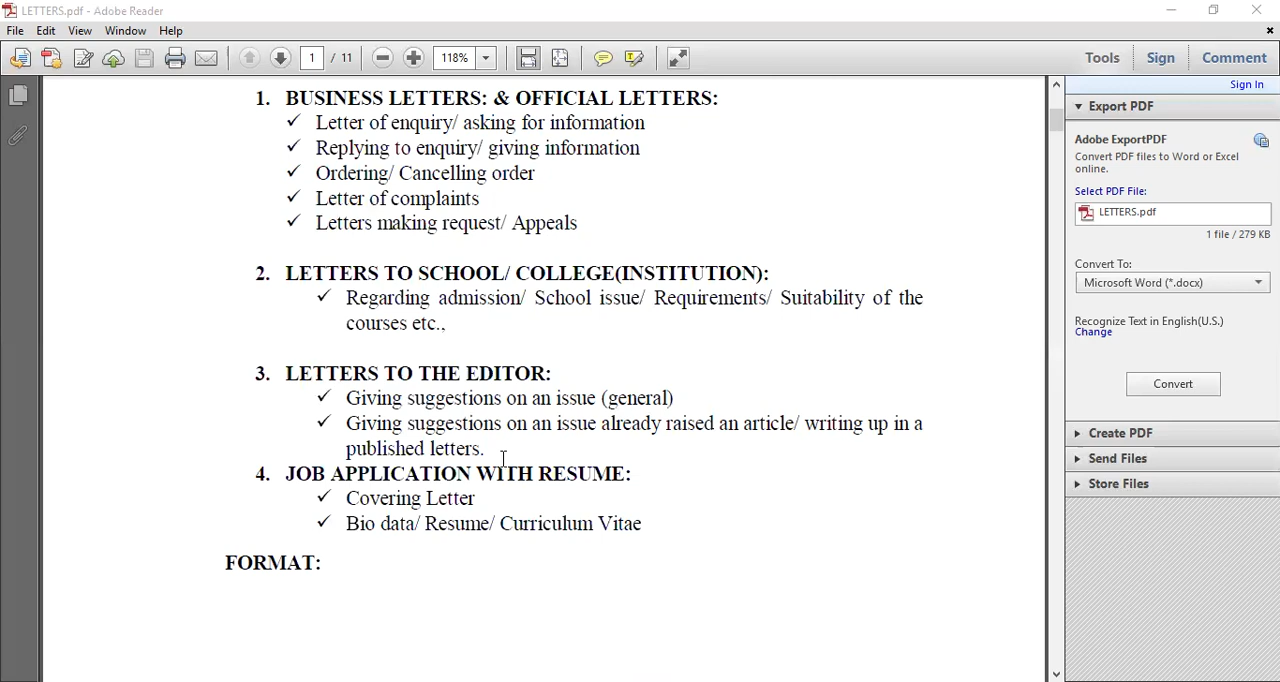 LETTERS.pdf - Adobe Reader
File Edit View Window Help
1 / 11 118% Tools Sign Comment
1. BUSINESS LETTERS: & OFFICIAL LETTERS:
✓ Letter of enquiry/ asking for information
✓ Replying to enquiry/ giving information
✓ Ordering/ Cancelling order
✓ Letter of complaints
✓ Letters making request/ Appeals
2. LETTERS TO SCHOOL/ COLLEGE(INSTITUTION):
✓ Regarding admission/ School issue/ Requirements/ Suitability of the
courses etc.,
3. LETTERS TO THE EDITOR:
✓ Giving suggestions on an issue (general)
✓ Giving suggestions on an issue already raised an article/ writing up in a
published letters.
4. JOB APPLICATION WITH RESUME:
✓ Covering Letter
✓ Bio data/ Resume/ Curriculum Vitae
FORMAT:
Sign In
Export PDF
Adobe ExportPDF
Convert PDF files to Word or Excel
online.
Select PDF File:
LETTERS.pdf
1 file / 279 KB
Convert To:
Microsoft Word (*.docx)
Recognize Text in English(U.S.)
Change
Convert
Create PDF
Send Files
Store Files